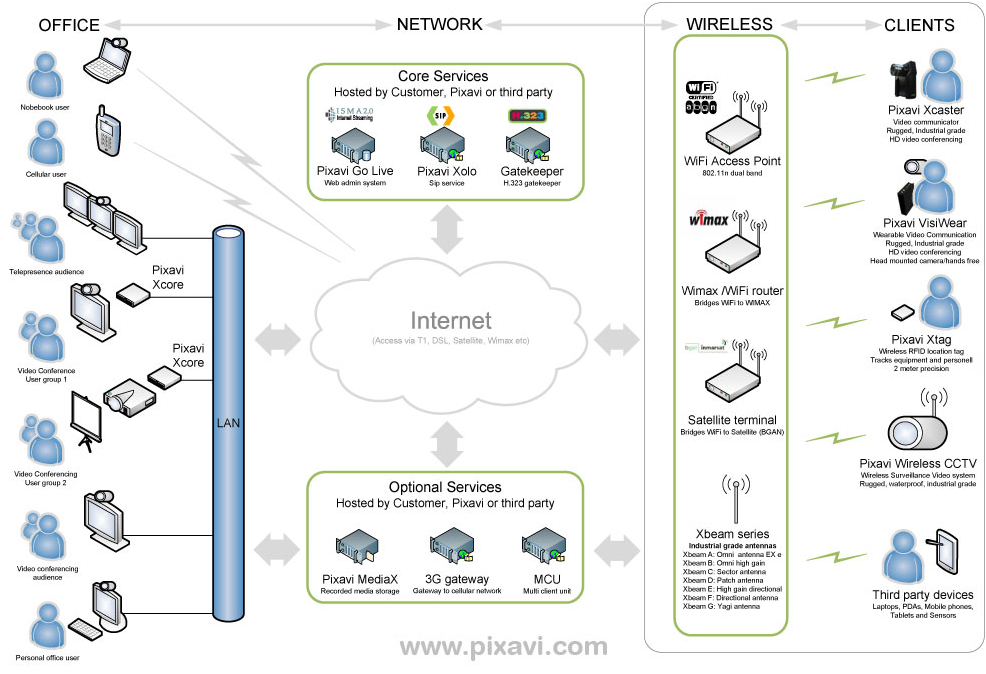 OFFICE
NETWORK
WIRELESS
CLIENTS
Nobebook user
Cellular user
Telepresence audience
Pixavi
Xcore
Video Conference
User group 1
Pixavi
Xcore
Video Conferencing
User group 2
Video conferencing
audience
Personal office user
LAN
Core Services
Hosted by Customer, Pixavi or third party
ISMA2.0
Internet Streaming
SIP
H.323
Pixavi Go Live
Web admin system
Pixavi Xolo
Sip service
Gatekeeper
H.323 gatekeeper
Internet
(Access via T1, DSL, Satellite, Wimax etc)
Optional Services
Hosted by Customer, Pixavi or third party
Pixavi MediaX
Recorded media storage
3G gateway
Gateway to cellular network
MCU
Multi client unit
www.pixavi.com
Wi Fi
CERTIFIED
a b g n
WiFi Access Point
802.11n dual band
wimax
Wimax /WiFi router
Bridges WiFi to WIMAX
bgan inmarsat
Satellite terminal
Bridges WiFi to Satellite (BGAN)
Xbeam series
Industrial grade antennas
Xbeam A: Omni antenna EX e
Xbeam B: Omni high gain
Xbeam C: Sector antenna
Xbeam D: Patch antenna
Xbeam E: High gain directional
Xbeam F: Directional antenna
Xbeam G: Yagi antenna
Pixavi Xcaster
Video communicator
Rugged, Industrial grade
HD video conferencing
Pixavi VisiWear
Wearable Video Communication
Rugged, Industrial grade
HD video conferencing
Head mounted camera/hands free
Pixavi Xtag
Wireless RFID location tag
Tracks equipment and personell
2 meter precision
Pixavi Wireless CCTV
Wireless Surveillance Video system
Rugged, waterproof, industrial grade
Third party devices
Laptops, PDAs, Mobile phones,
Tablets and Sensors